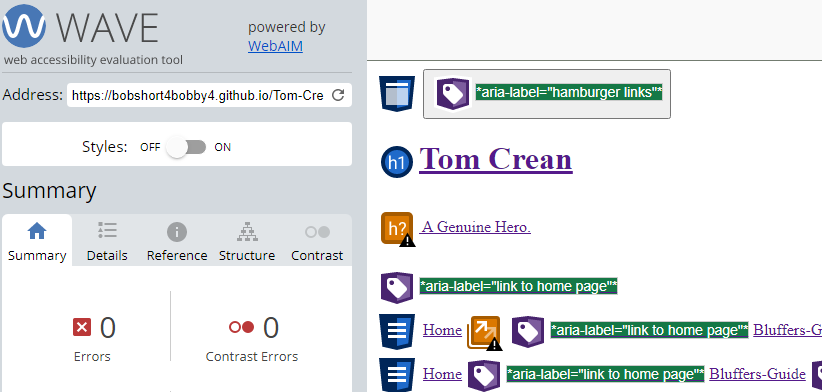 WAVE
powered by
WebAIM
web accessibility evaluation tool
Address: https://bobshort4bobby4.github.io/Tom-Cre
Styles: OFF ON
Summary
Summary Details Reference Structure Contrast
0 0
Errors Contrast Errors
*aria-label="hamburger links"*
h1 Tom Crean
h? A Genuine Hero.
*aria-label="link to home page"*
Home *aria-label="link to home page"* Bluffers-G
Home *aria-label="link to home page"* Bluffers-Guide